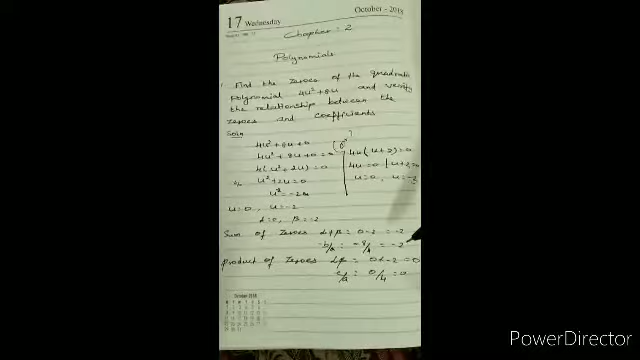 17 Wednesday
October - 2018
Chapter : 2
Polynomials
Find the Zeroes of the quadratic
Polynomial 4u² + 8u and verify
the relationship between the
zeroes and coefficients
Soln
4u² + 8u + 0
4u² + 8u + 0 = 0
4(u² + 2u) = 0
u² + 2u = 0
u² = -2u
u = 0, u = -2
α = 0, β = -2
(or)
4u(u + 2) = 0
4u = 0 | u + 2 = 0
u = 0, u = -2
Sum of Zeroes α + β = 0 - 2 = -2
-b/a = -8/4 = -2
Product of Zeroes αβ = 0 × -2 = 0
c/a = 0/4 = 0
October 2018
PowerDirector